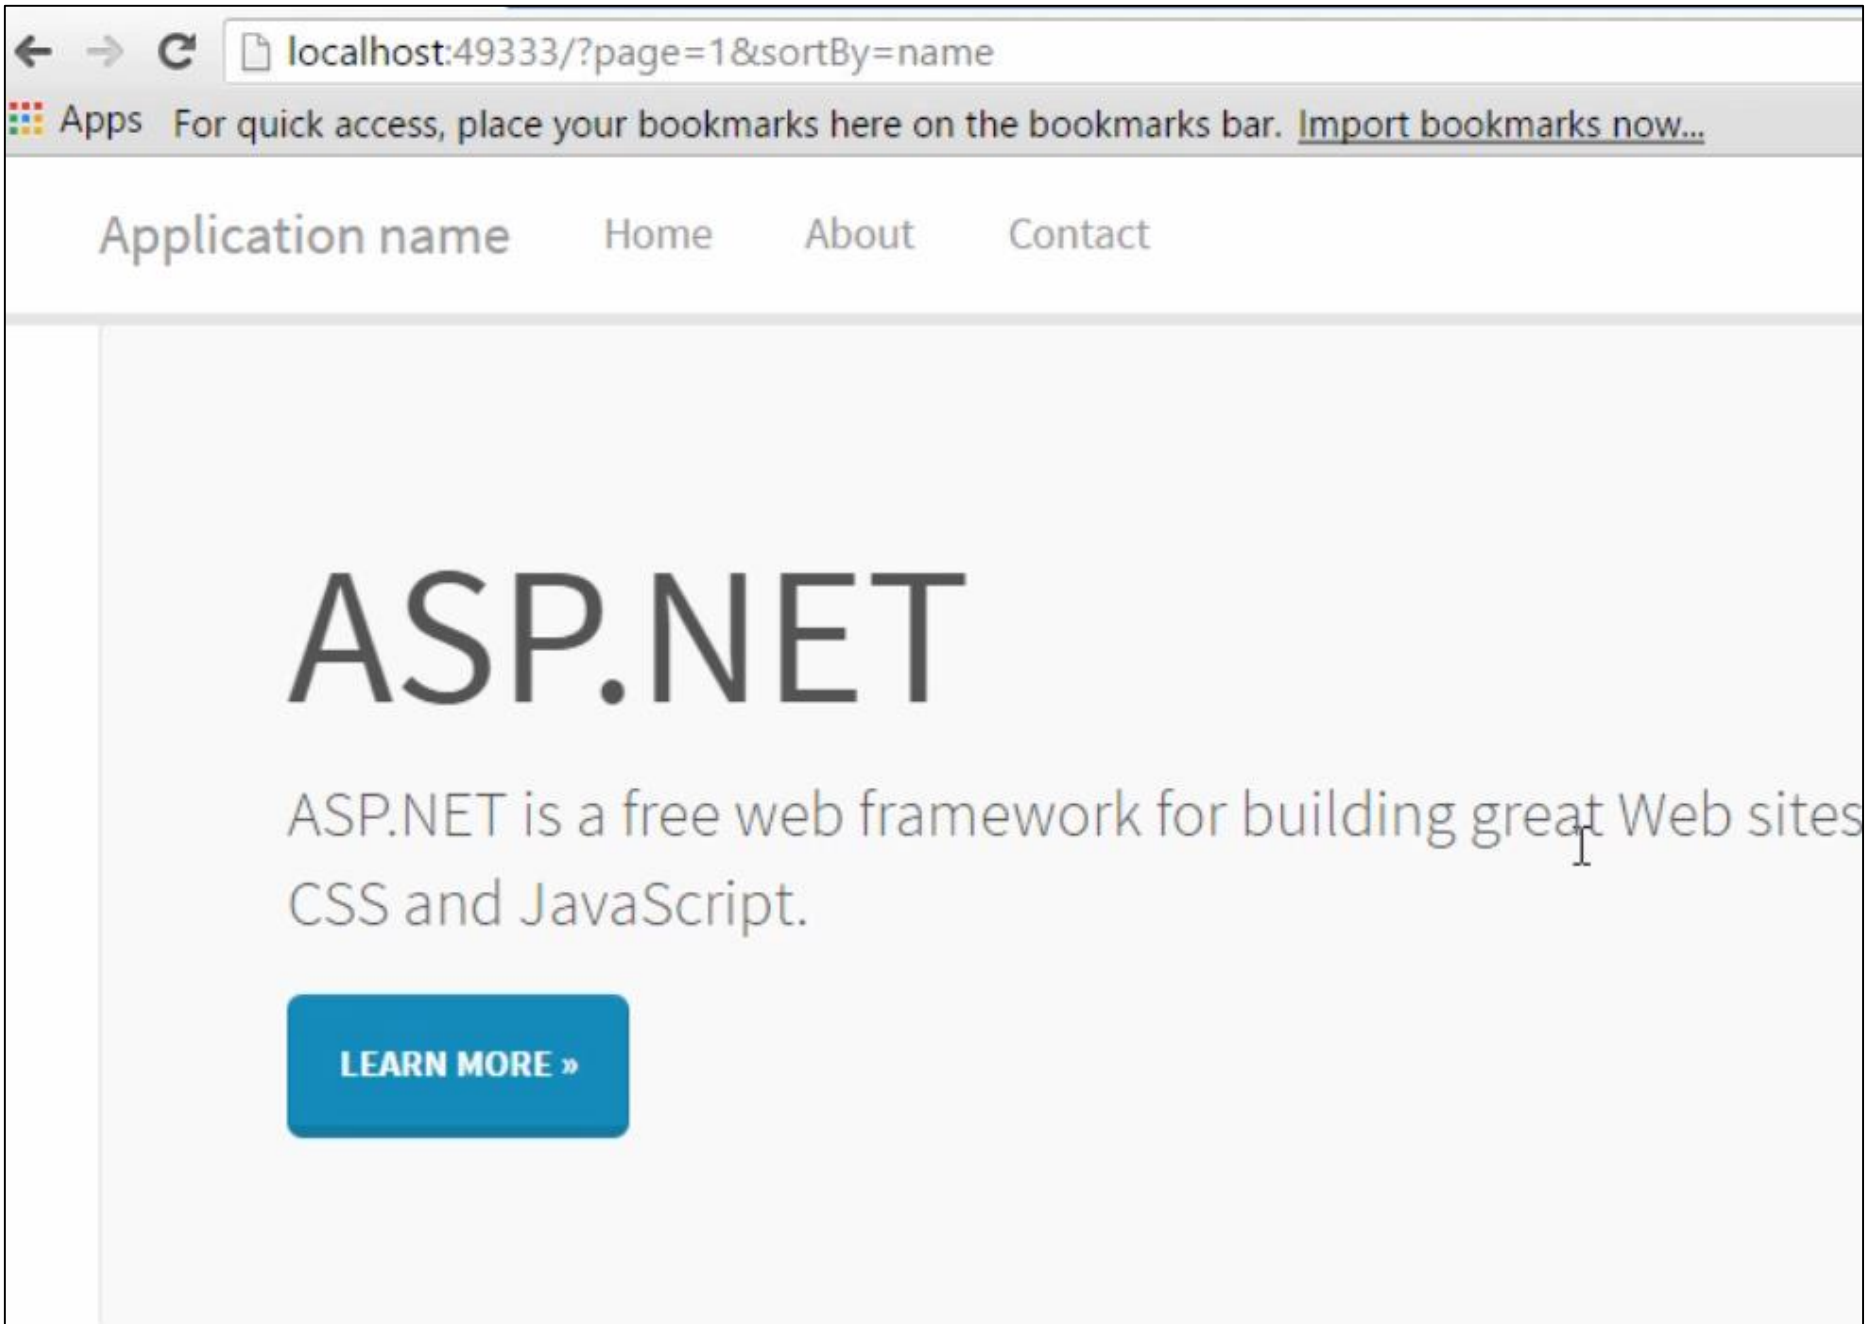 localhost:49333/?page=1&sortBy=name
Apps For quick access, place your bookmarks here on the bookmarks bar. Import bookmarks now...
Application name Home About Contact
ASP.NET
ASP.NET is a free web framework for building great Web sites
CSS and JavaScript.
LEARN MORE »